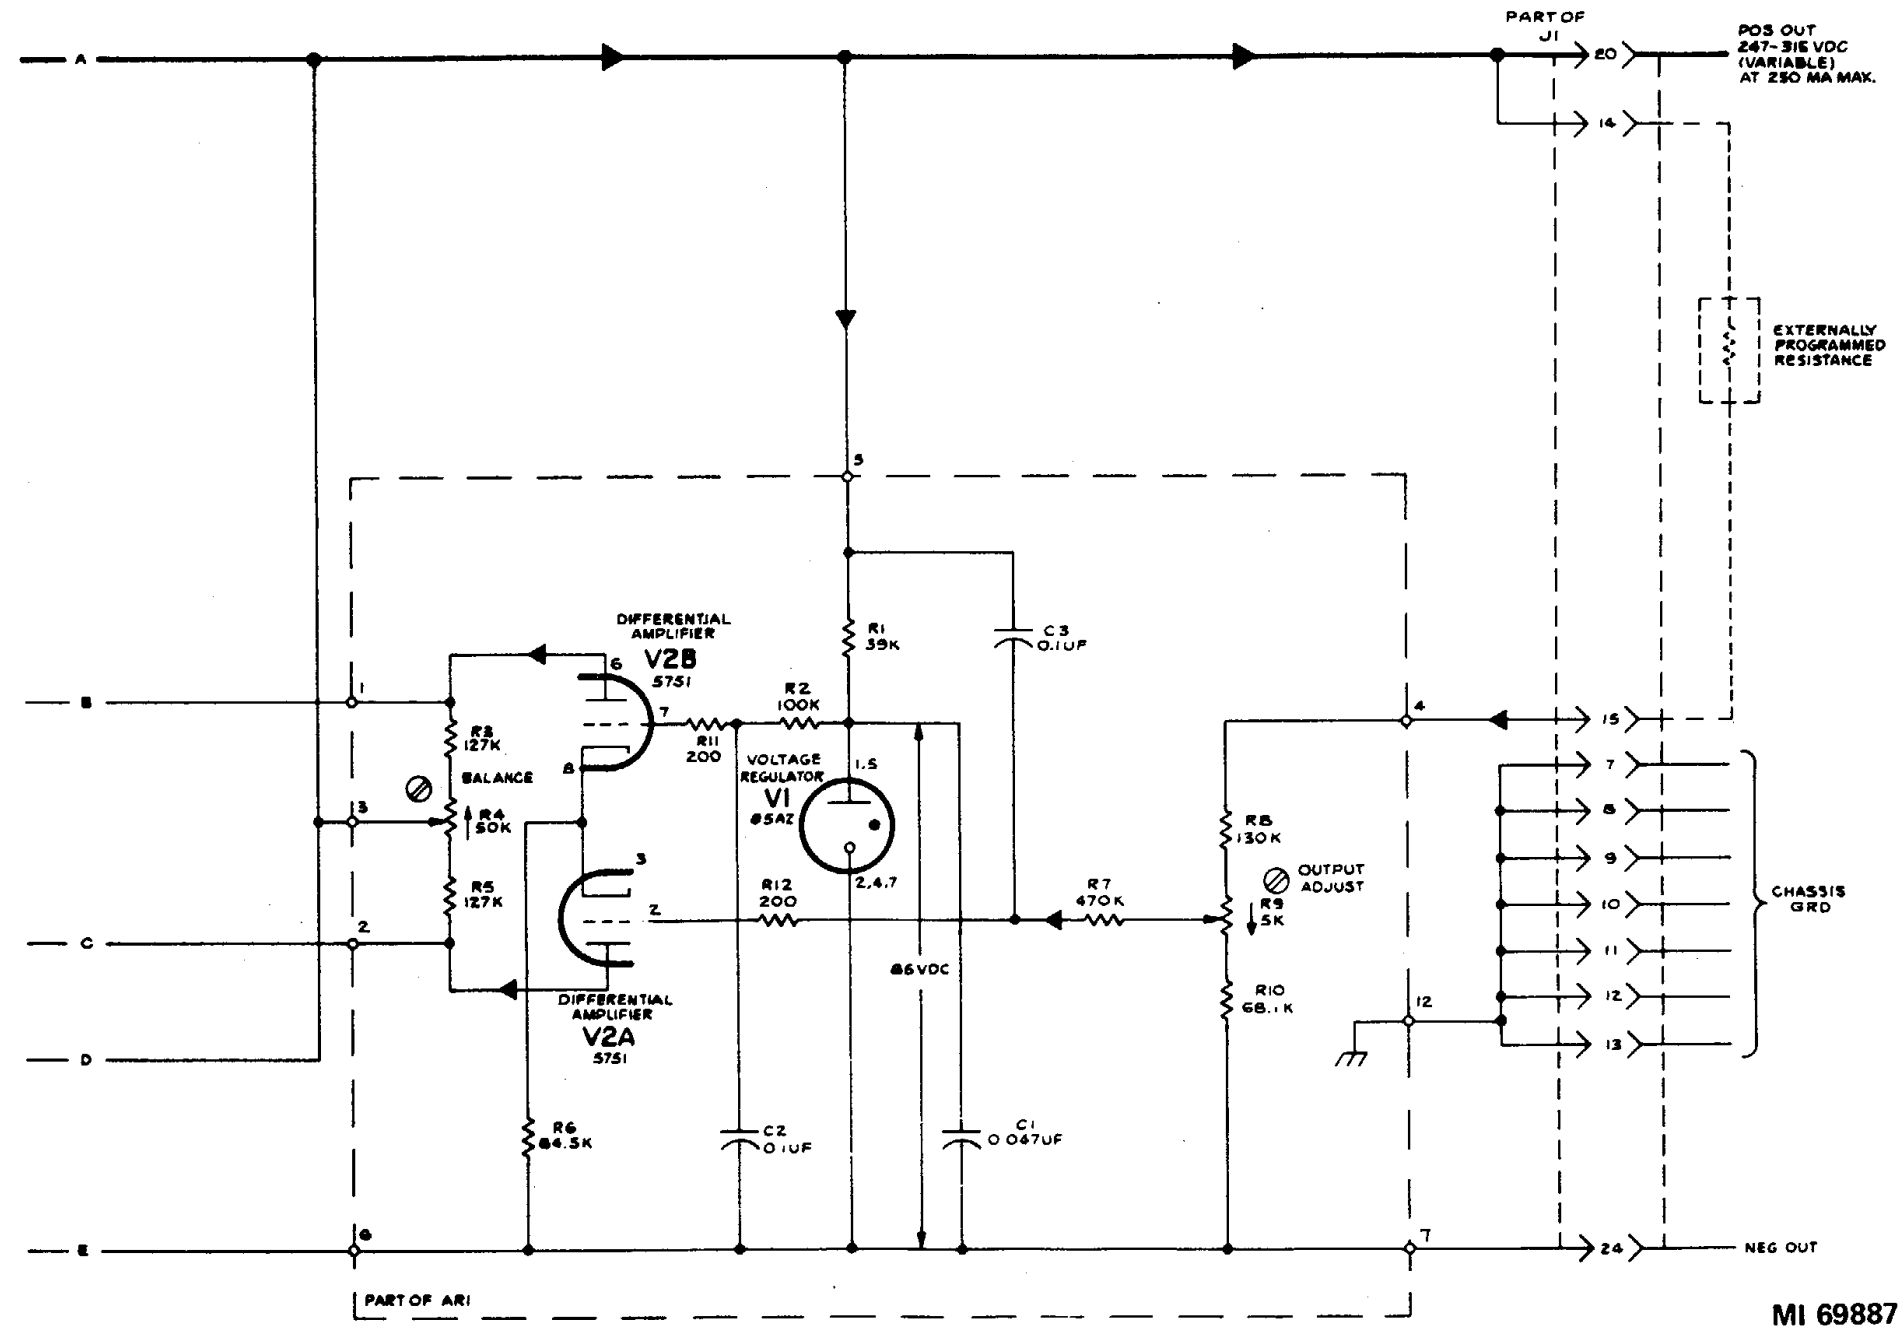 PART OF
J1
A
20
POS OUT
247-315 VDC
(VARIABLE)
AT 250 MA MAX.
14
EXTERNALLY
PROGRAMMED
RESISTANCE
5
R1
39K
C3
0.1UF
DIFFERENTIAL
AMPLIFIER
V2B
5751
6
7
8
B
1
R3
127K
BALANCE
3
R4
50K
R5
127K
2
C
R11
200
R2
100K
VOLTAGE
REGULATOR
V1
85A2
1.5
2,4.7
4
15
7
8
9
10
11
12
13
CHASSIS
GRD
R8
130K
OUTPUT
ADJUST
R9
5K
R7
470K
R12
200
3
2
86VDC
R10
68.1K
12
DIFFERENTIAL
AMPLIFIER
V2A
5751
D
R6
84.5K
C2
0.1UF
C1
0.047UF
E
7
24
NEG OUT
PART OF AR1
MI 69887